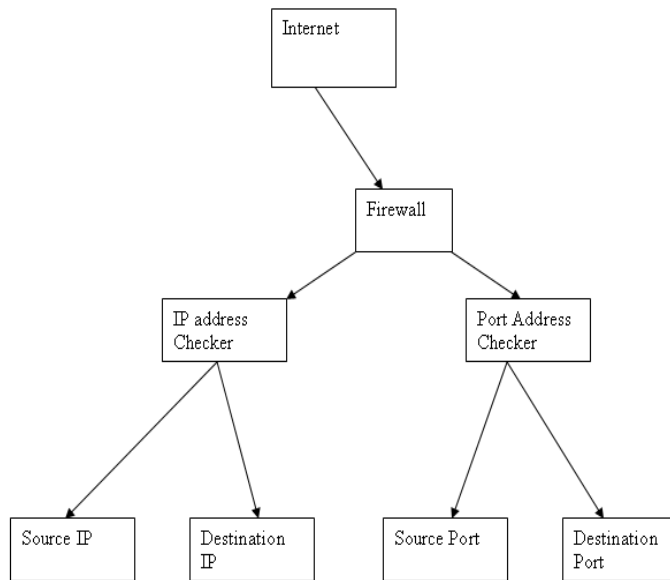 Internet
Firewall
IP address
Checker
Port Address
Checker
Source IP
Destination
IP
Source Port
Destination
Port